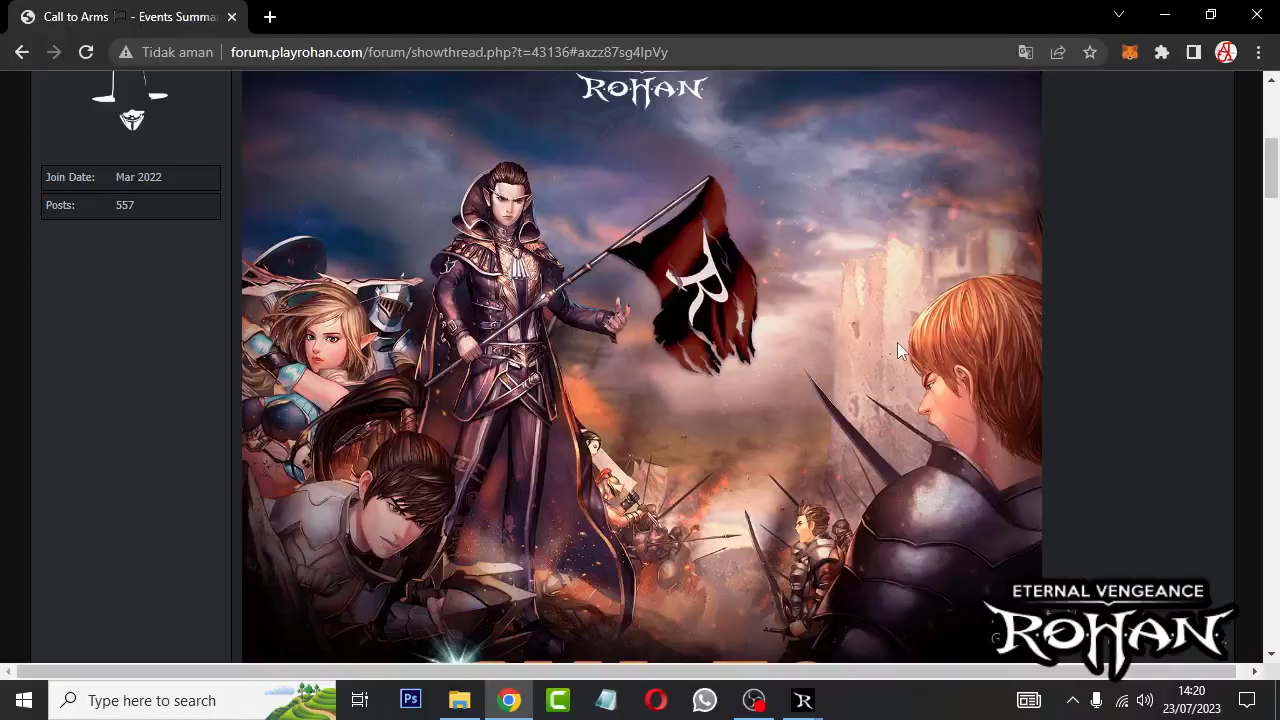 Call to Arms - Events Summa
Tidak aman
forum.playrohan.com/forum/showthread.php?t=43136#axzz87sg4IpVy
ROHAN
Join Date: Mar 2022
Posts: 557
R
ETERNAL VENGEANCE
ROHAN
Type here to search
Ps
14:20
23/07/2023